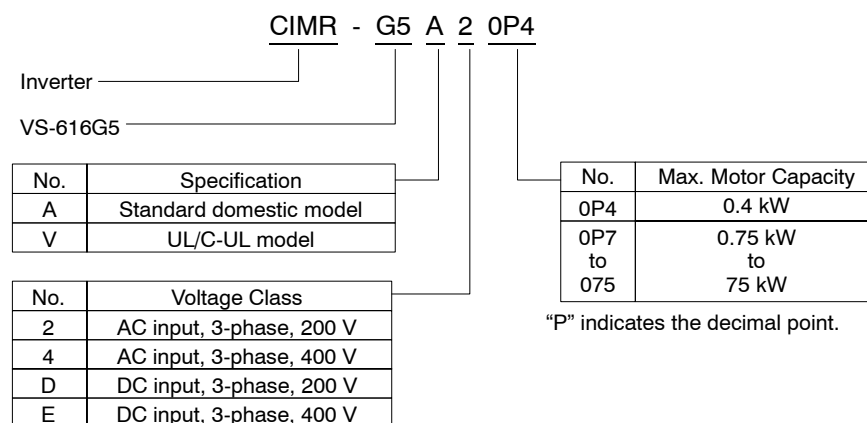 CIMR - G5 A 2 0P4
Inverter
VS-616G5
No. Specification
A Standard domestic model
V UL/C-UL model
No. Voltage Class
2 AC input, 3-phase, 200 V
4 AC input, 3-phase, 400 V
D DC input, 3-phase, 200 V
E DC input, 3-phase, 400 V
No. Max. Motor Capacity
0P4 0.4 kW
0P7 0.75 kW
to to
075 75 kW
“P” indicates the decimal point.